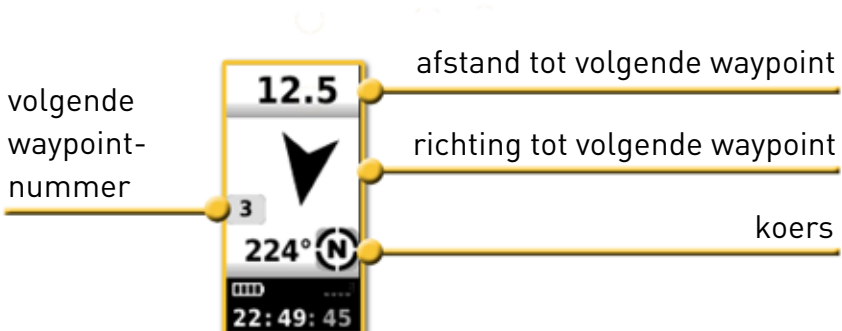 afstand tot volgende waypoint
12.5
volgende
waypoint-
nummer
richting tot volgende waypoint
3
koers
224° N
22:49:45